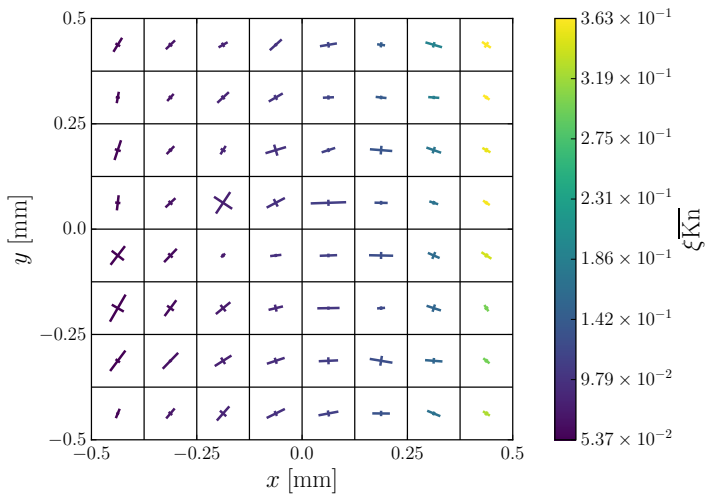 0.5
0.25
0.0
−0.25
−0.5
y [mm]
−0.5
−0.25
0.0
0.25
0.5
x [mm]
3.63 × 10⁻¹
3.19 × 10⁻¹
2.75 × 10⁻¹
2.31 × 10⁻¹
1.86 × 10⁻¹
1.42 × 10⁻¹
9.79 × 10⁻²
5.37 × 10⁻²
ξK̅n̅